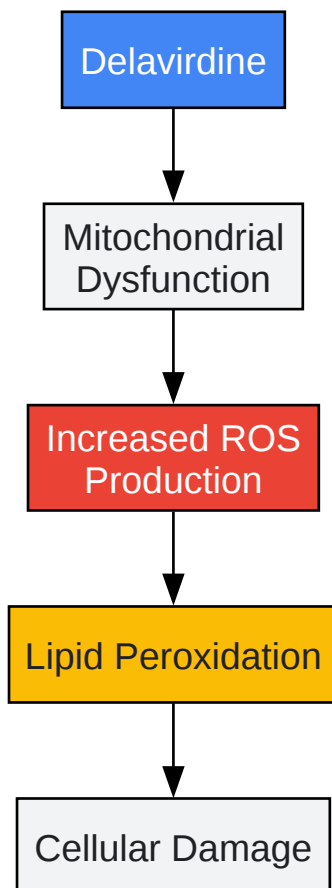 Delavirdine
Mitochondrial
Dysfunction
Increased ROS
Production
Lipid Peroxidation
Cellular Damage